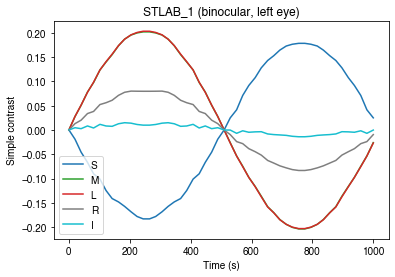 STLAB_1 (binocular, left eye)
Simple contrast
0.20
0.15
0.10
0.05
0.00
−0.05
−0.10
−0.15
−0.20
S
M
L
R
I
0
200
400
600
800
1000
Time (s)